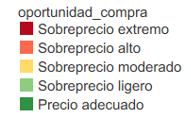 oportunidad_compra
Sobreprecio extremo
Sobreprecio alto
Sobreprecio moderado
Sobreprecio ligero
Precio adecuado